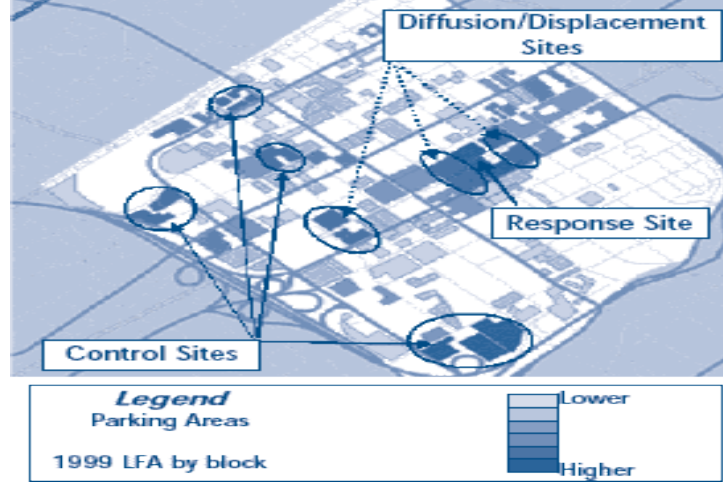 Diffusion/Displacement
Sites
Response Site
Control Sites
Legend
Parking Areas
1999 LFA by block
Lower
Higher